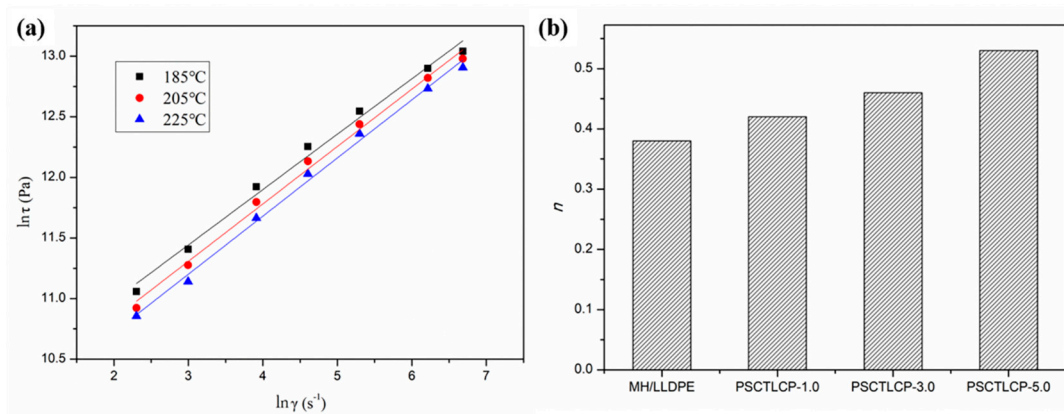 (a)
13.0
12.5
12.0
11.5
11.0
10.5
lnτ (Pa)
185℃
205℃
225℃
2 3 4 5 6 7
lnγ (s⁻¹)
(b)
0.5
0.4
0.3
0.2
0.1
0.0
n
MH/LLDPE PSCTLCP-1.0 PSCTLCP-3.0 PSCTLCP-5.0